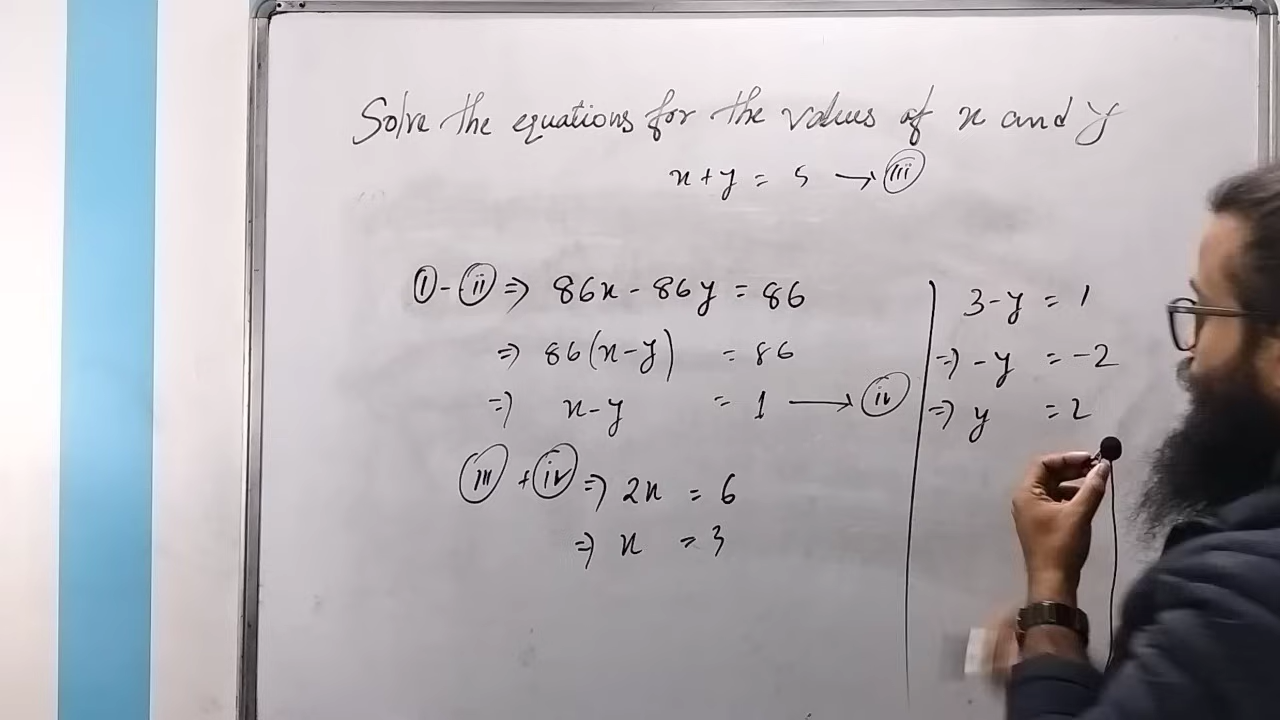 Solve the equations for the values of x and y
x+y = 5 → (iii)
(i) - (ii) ⇒ 86x - 86y = 86
⇒ 86(x-y) = 86
⇒ x-y = 1 → (iv)
(iii) + (iv) ⇒ 2x = 6
⇒ x = 3
3-y = 1
⇒ -y = -2
⇒ y = 2